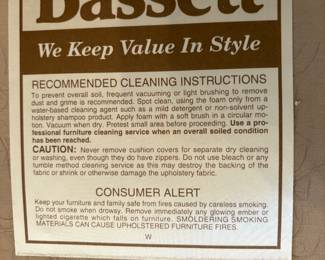 Bassett
We Keep Value In Style
RECOMMENDED CLEANING INSTRUCTIONS
To prevent overall soil, frequent vacuuming or light brushing to remove
dust and grime is recommended. Spot clean, using the foam only from a
water-based cleaning agent such as a mild detergent or non-solvent up-
holstery shampoo product. Apply foam with a soft brush in a circular mo-
tion. Vacuum when dry. Pretest small area before proceeding. Use a pro-
fessional furniture cleaning service when an overall soiled condition
has been reached.
CAUTION: Never remove cushion covers for separate dry cleaning
or washing, even though they do have zippers. Do not use bleach or any
tumble method cleaning service as this may destroy the backing of the
fabric or shrink or otherwise damage the upholstery fabric.
CONSUMER ALERT
Keep your furniture and family safe from fires caused by careless smoking.
Do not smoke when drowsy. Remove immediately any glowing ember or
lighted cigarette which falls on furniture. SMOLDERING SMOKING
MATERIALS CAN CAUSE UPHOLSTERED FURNITURE FIRES.
W